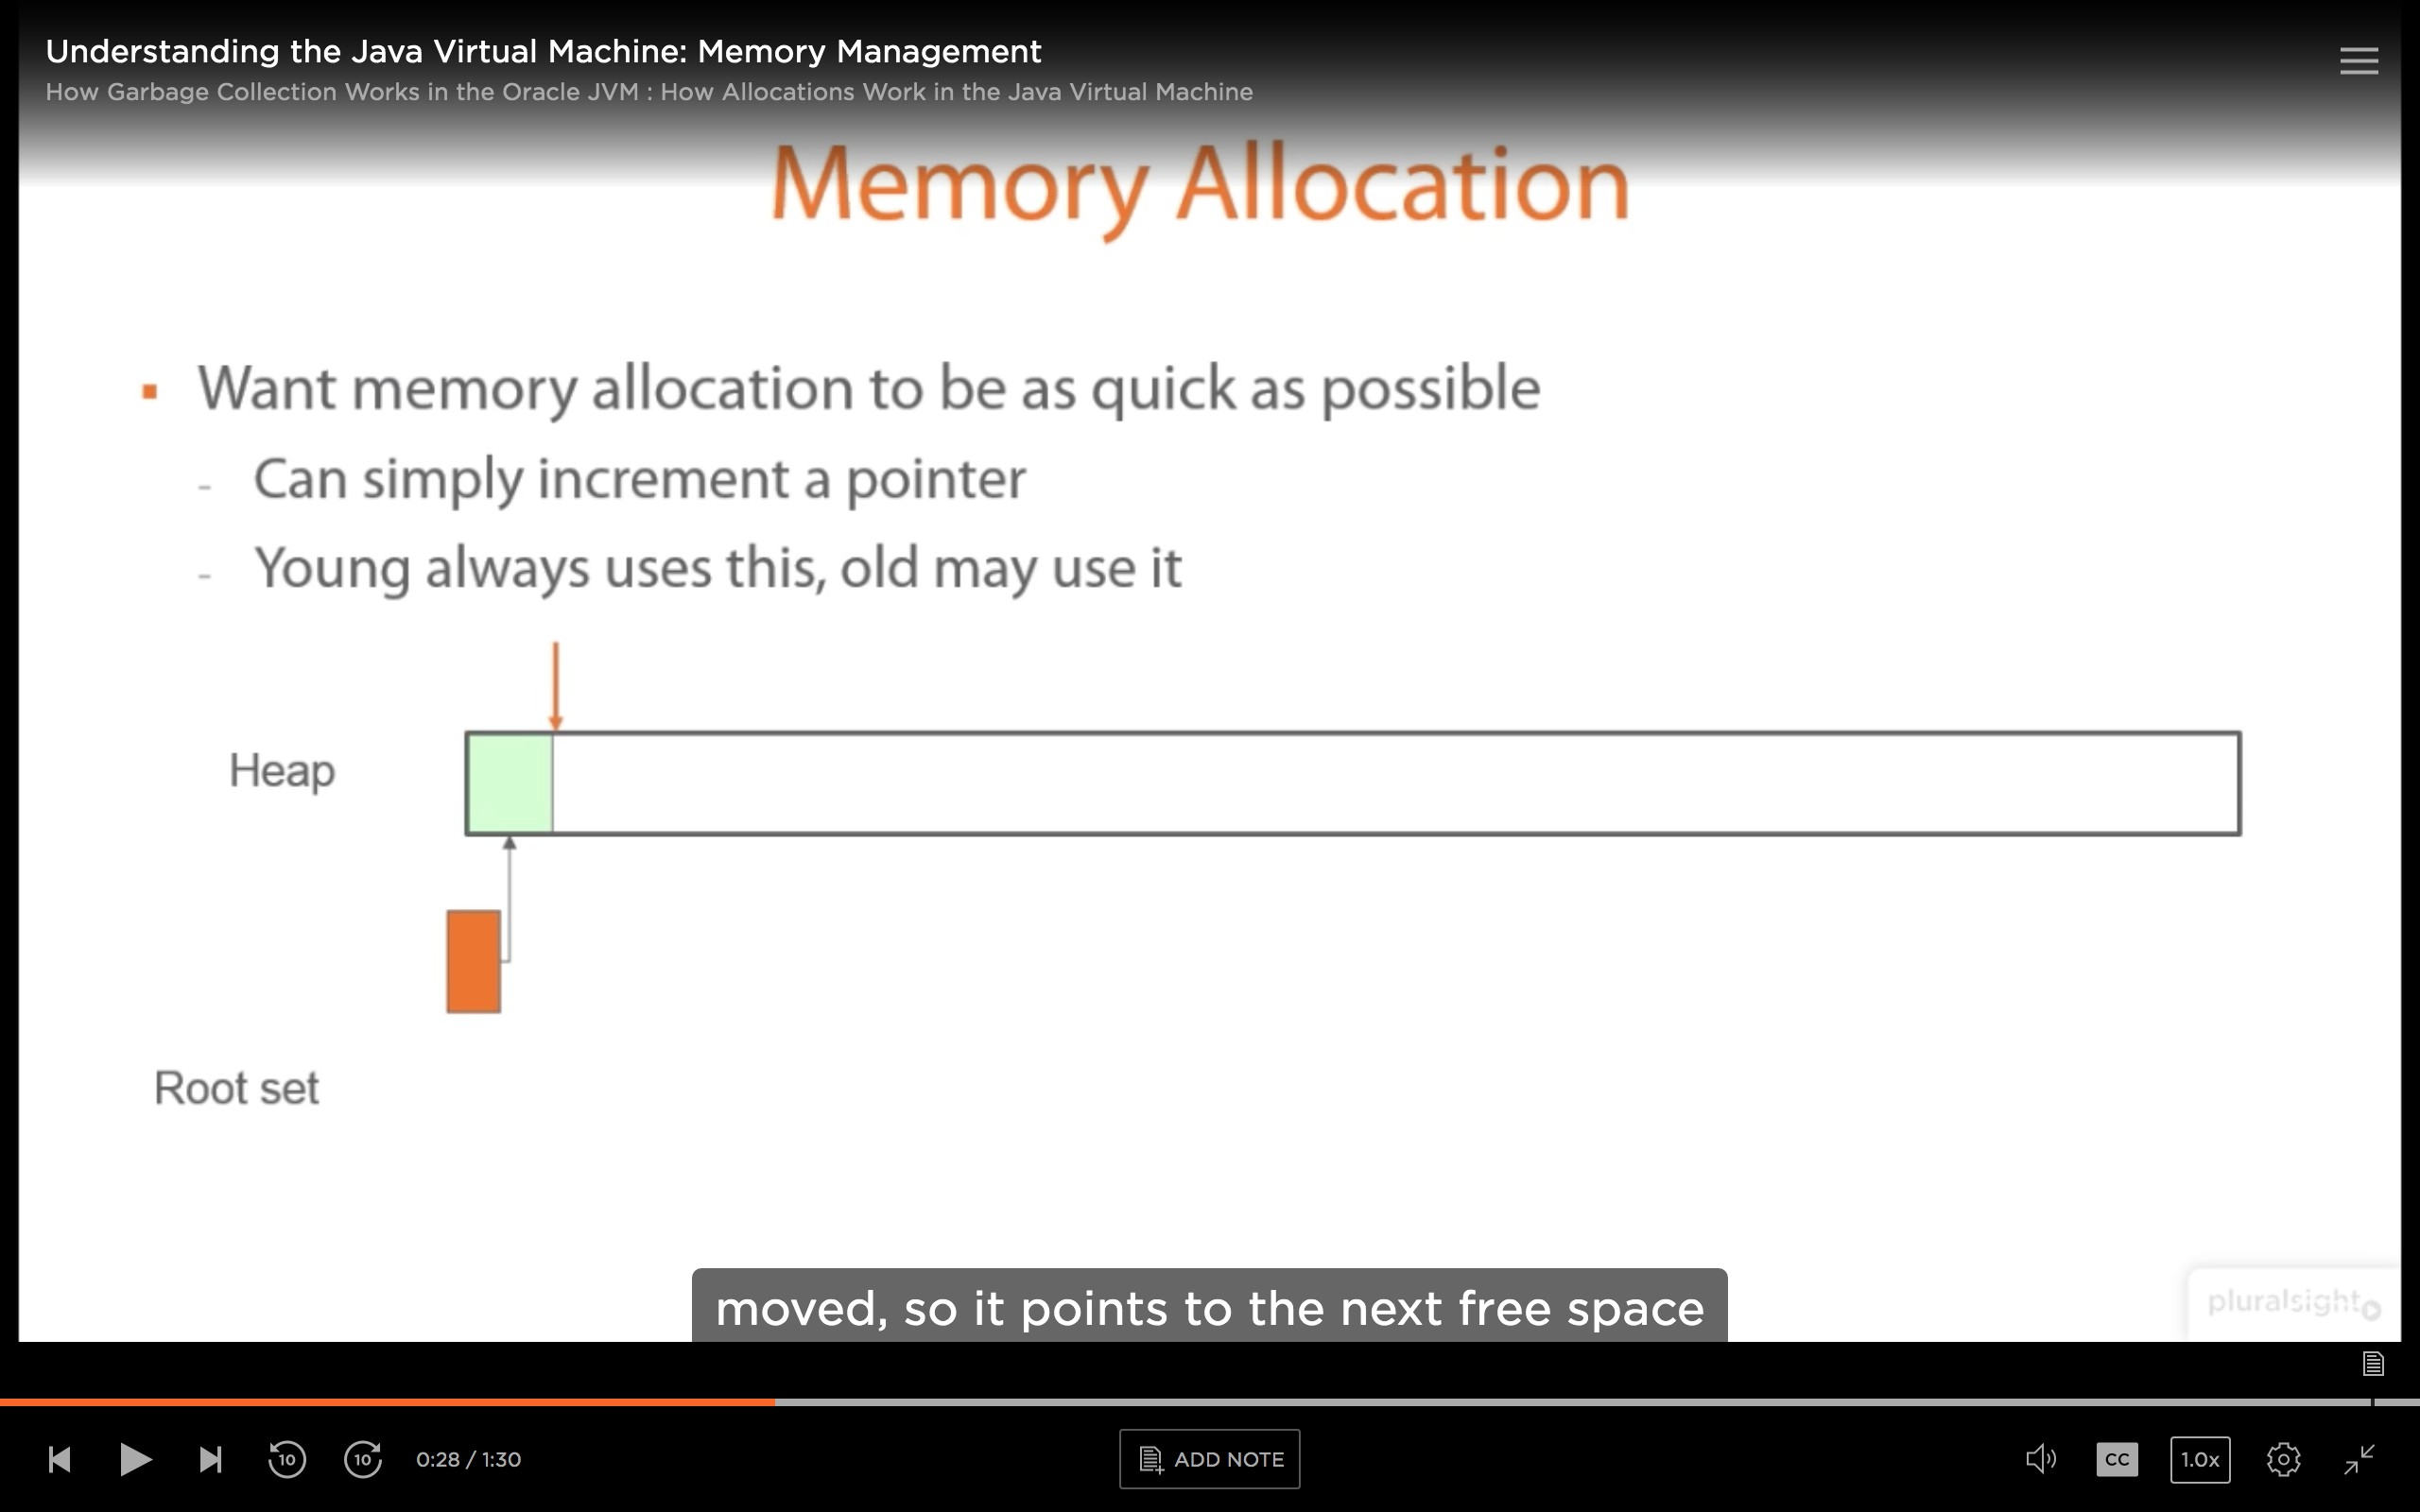 Understanding the Java Virtual Machine: Memory Management
How Garbage Collection Works in the Oracle JVM : How Allocations Work in the Java Virtual Machine
Memory Allocation
Want memory allocation to be as quick as possible
- Can simply increment a pointer
- Young always uses this, old may use it
Heap
Root set
moved, so it points to the next free space
pluralsight
10
10
0:28 / 1:30
ADD NOTE
CC
1.0x